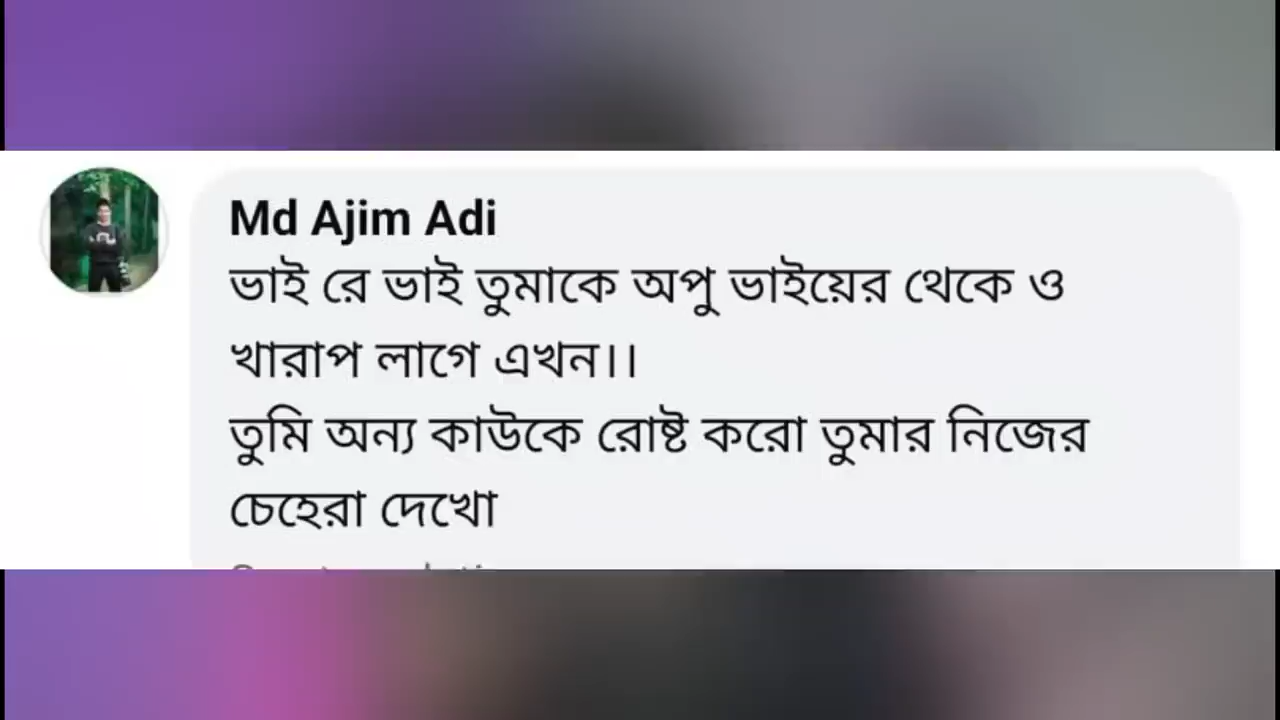 Md Ajim Adi
ভাই রে ভাই তুমাকে অপু ভাইয়ের থেকে ও
খারাপ লাগে এখন।।
তুমি অন্য কাউকে রোষ্ট করো তুমার নিজের
চেহেরা দেখো